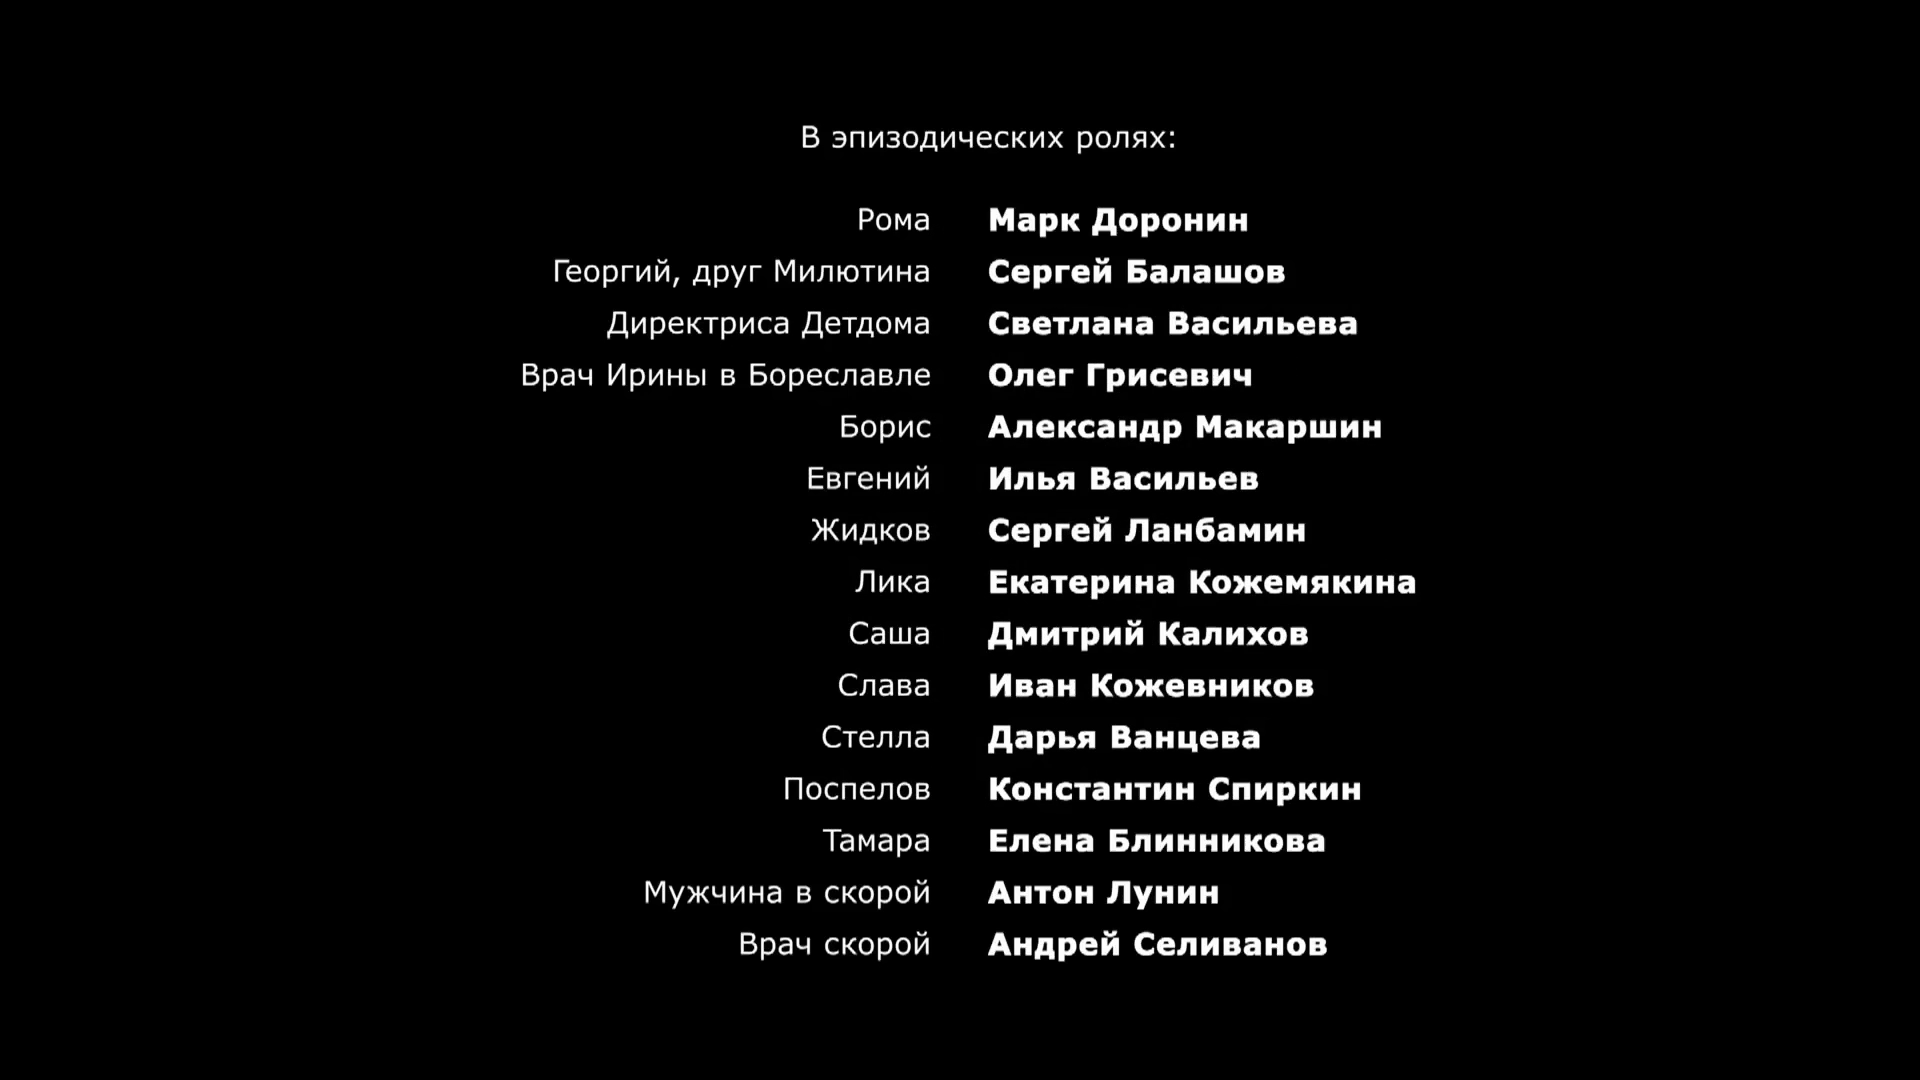 В эпизодических ролях:
Рома Марк Доронин
Георгий, друг Милютина Сергей Балашов
Директриса Детдома Светлана Васильева
Врач Ирины в Бореславле Олег Грисевич
Борис Александр Макаршин
Евгений Илья Васильев
Жидков Сергей Ланбамин
Лика Екатерина Кожемякина
Саша Дмитрий Калихов
Слава Иван Кожевников
Стелла Дарья Ванцева
Поспелов Константин Спиркин
Тамара Елена Блинникова
Мужчина в скорой Антон Лунин
Врач скорой Андрей Селиванов